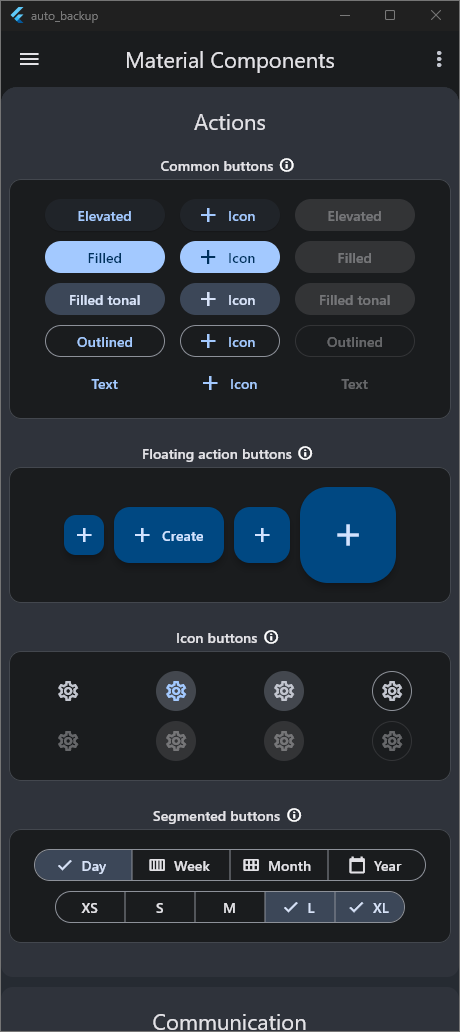 auto_backup
Material Components
Actions
Common buttons
Elevated Icon Elevated
Filled Icon Filled
Filled tonal Icon Filled tonal
Outlined Icon Outlined
Text Icon Text
Floating action buttons
Create
Icon buttons
Segmented buttons
Day Week Month Year
XS S M L XL
Communication